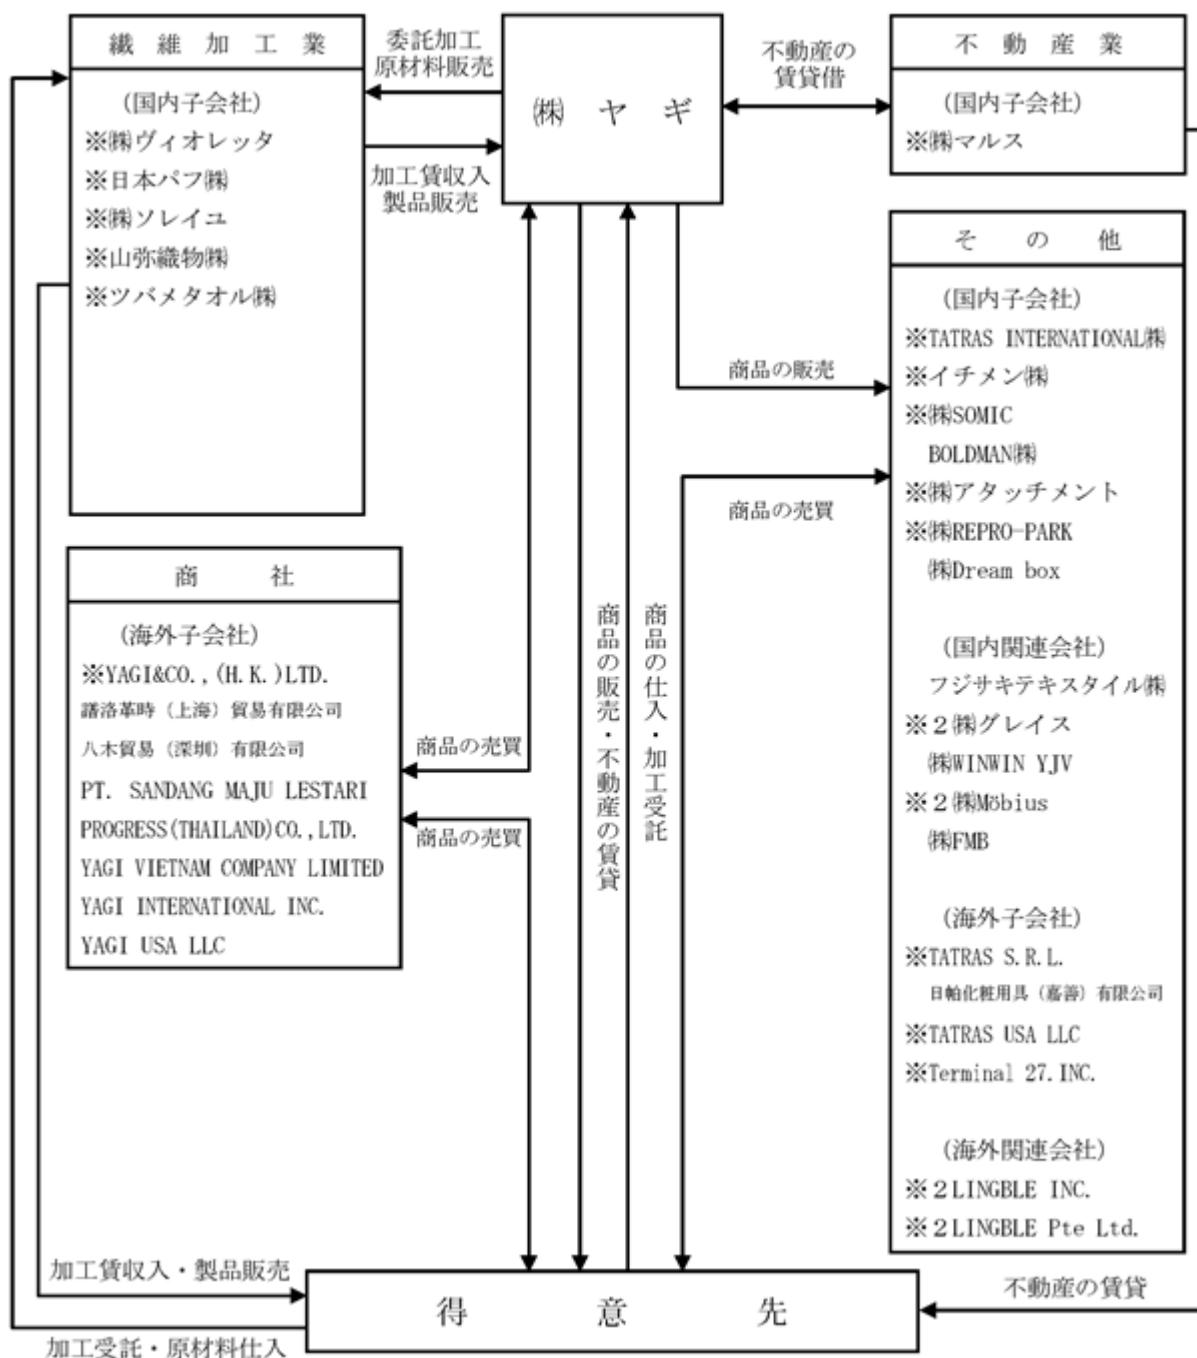 繊維加工業
(国内子会社)
※㈱ヴィオレッタ
※日本パフ㈱
※㈱ソレイユ
※山弥織物㈱
※ツバメタオル㈱
委託加工
原材料販売
加工賃収入
製品販売
㈱ヤギ
不動産の
賃貸借
不動産業
(国内子会社)
※㈱マルス
その他
(国内子会社)
※TATRAS INTERNATIONAL㈱
※イチメン㈱
※㈱SOMIC
BOLDMAN㈱
※㈱アタッチメント
※㈱REPRO-PARK
㈱Dream box
(国内関連会社)
フジサキテキスタイル㈱
※2㈱グレイス
㈱WINWIN YJV
※2㈱Möbius
㈱FMB
(海外子会社)
※TATRAS S.R.L.
日帕化粧用具（嘉善）有限公司
※TATRAS USA LLC
※Terminal 27.INC.
(海外関連会社)
※2LINGBLE INC.
※2LINGBLE Pte Ltd.
商品の販売
商品の売買
商社
(海外子会社)
※YAGI&CO.,(H.K.)LTD.
譜洛革時（上海）貿易有限公司
八木貿易（深圳）有限公司
PT. SANDANG MAJU LESTARI
PROGRESS(THAILAND)CO.,LTD.
YAGI VIETNAM COMPANY LIMITED
YAGI INTERNATIONAL INC.
YAGI USA LLC
商品の売買
商品の売買
商品の販売・不動産の賃貸
商品の仕入・加工受託
加工賃収入・製品販売
得意先
不動産の賃貸
加工受託・原材料仕入